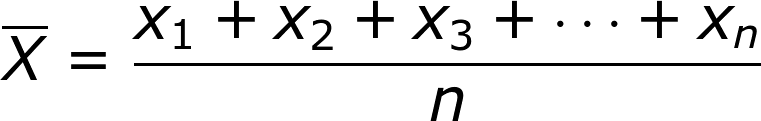 X̅ = (x₁ + x₂ + x₃ + ⋯ + xₙ) / n